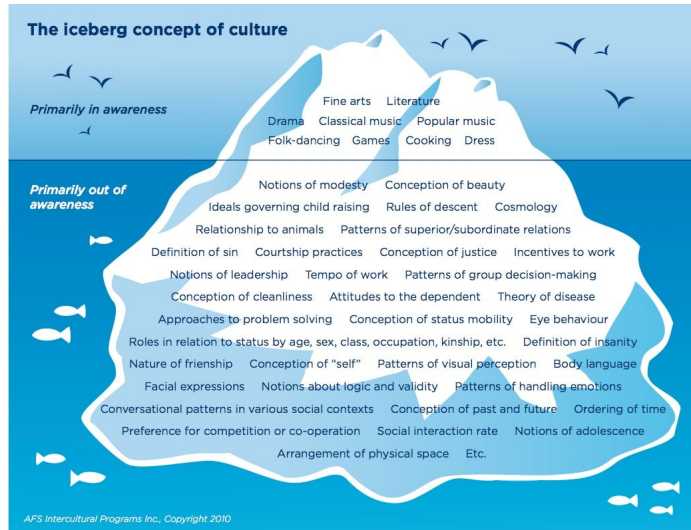 The iceberg concept of culture
Primarily in awareness
Fine arts Literature
Drama Classical music Popular music
Folk-dancing Games Cooking Dress
Primarily out of
awareness
Notions of modesty Conception of beauty
Ideals governing child raising Rules of descent Cosmology
Relationship to animals Patterns of superior/subordinate relations
Definition of sin Courtship practices Conception of justice Incentives to work
Notions of leadership Tempo of work Patterns of group decision-making
Conception of cleanliness Attitudes to the dependent Theory of disease
Approaches to problem solving Conception of status mobility Eye behaviour
Roles in relation to status by age, sex, class, occupation, kinship, etc. Definition of insanity
Nature of frienship Conception of “self” Patterns of visual perception Body language
Facial expressions Notions about logic and validity Patterns of handling emotions
Conversational patterns in various social contexts Conception of past and future Ordering of time
Preference for competition or co-operation Social interaction rate Notions of adolescence
Arrangement of physical space Etc.
AFS Intercultural Programs Inc., Copyright 2010